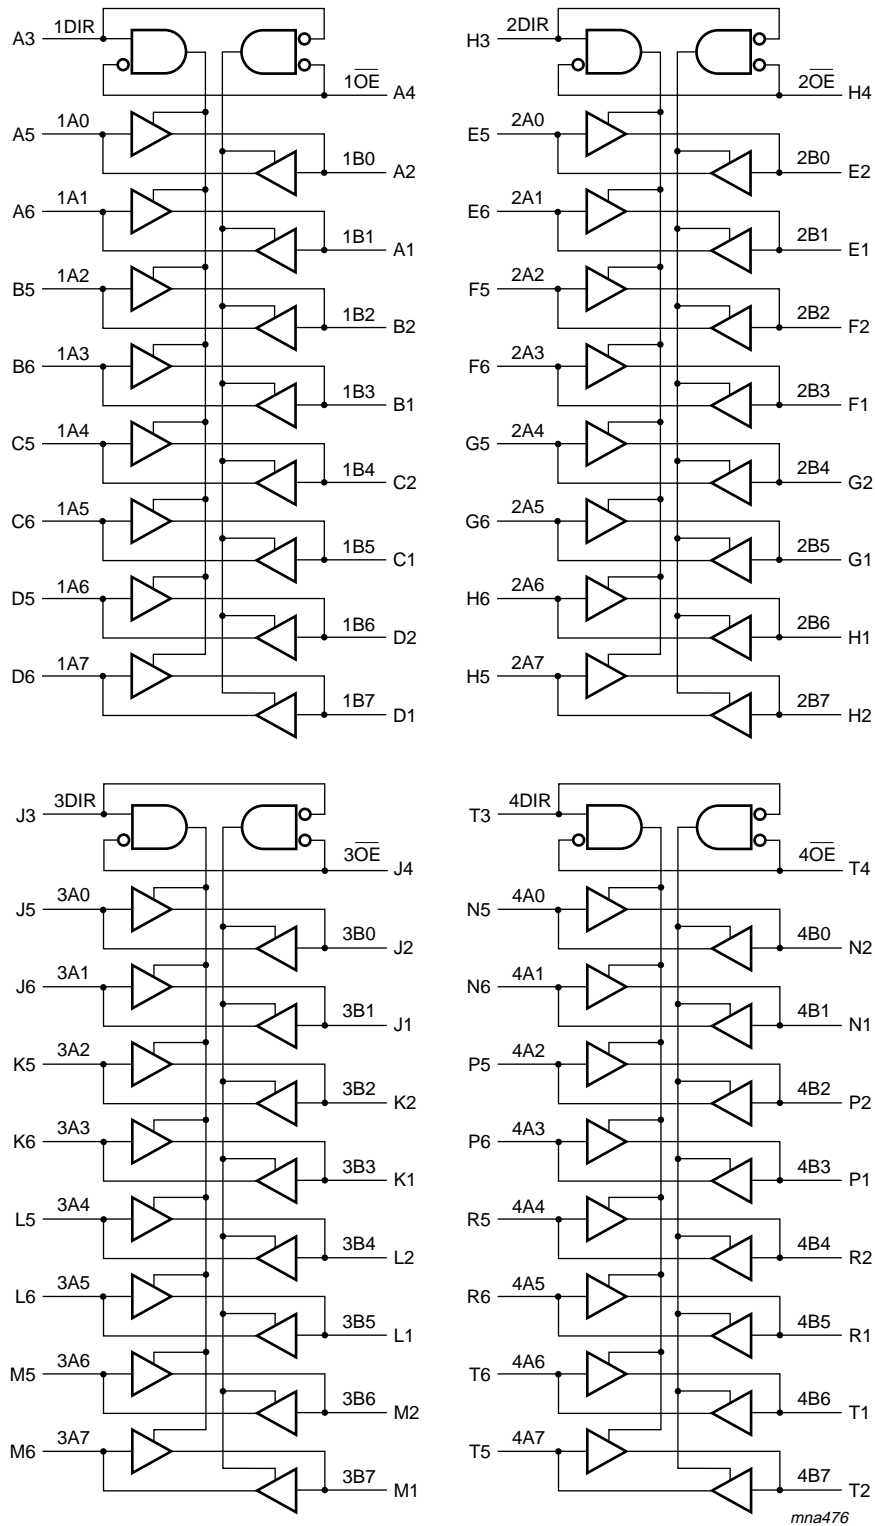 A3 1DIR
1OE A4
A5 1A0
1B0 A2
A6 1A1
1B1 A1
B5 1A2
1B2 B2
B6 1A3
1B3 B1
C5 1A4
1B4 C2
C6 1A5
1B5 C1
D5 1A6
1B6 D2
D6 1A7
1B7 D1
H3 2DIR
2OE H4
E5 2A0
2B0 E2
E6 2A1
2B1 E1
F5 2A2
2B2 F2
F6 2A3
2B3 F1
G5 2A4
2B4 G2
G6 2A5
2B5 G1
H6 2A6
2B6 H1
H5 2A7
2B7 H2
J3 3DIR
3OE J4
J5 3A0
3B0 J2
J6 3A1
3B1 J1
K5 3A2
3B2 K2
K6 3A3
3B3 K1
L5 3A4
3B4 L2
L6 3A5
3B5 L1
M5 3A6
3B6 M2
M6 3A7
3B7 M1
T3 4DIR
4OE T4
N5 4A0
4B0 N2
N6 4A1
4B1 N1
P5 4A2
4B2 P2
P6 4A3
4B3 P1
R5 4A4
4B4 R2
R6 4A5
4B5 R1
T6 4A6
4B6 T1
T5 4A7
4B7 T2
mna476